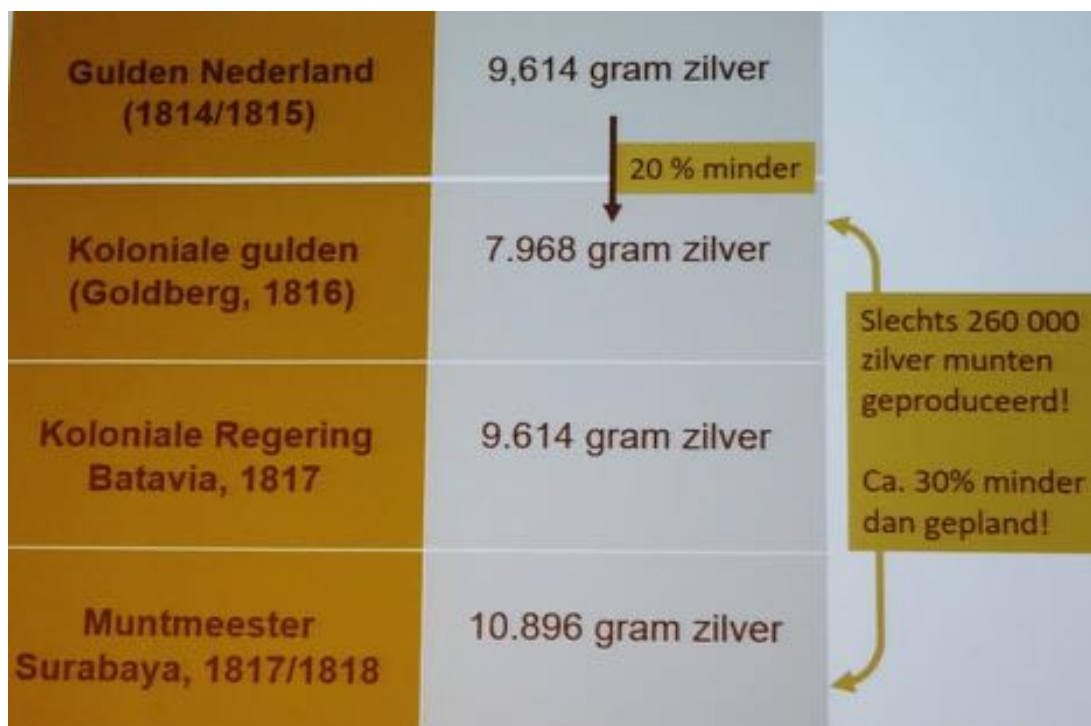 Gulden Nederland
(1814/1815)
9,614 gram zilver
20 % minder
Koloniale gulden
(Goldberg, 1816)
7.968 gram zilver
Koloniale Regering
Batavia, 1817
9.614 gram zilver
Muntmeester
Surabaya, 1817/1818
10.896 gram zilver
Slechts 260 000
zilver munten
geproduceerd!
Ca. 30% minder
dan gepland!